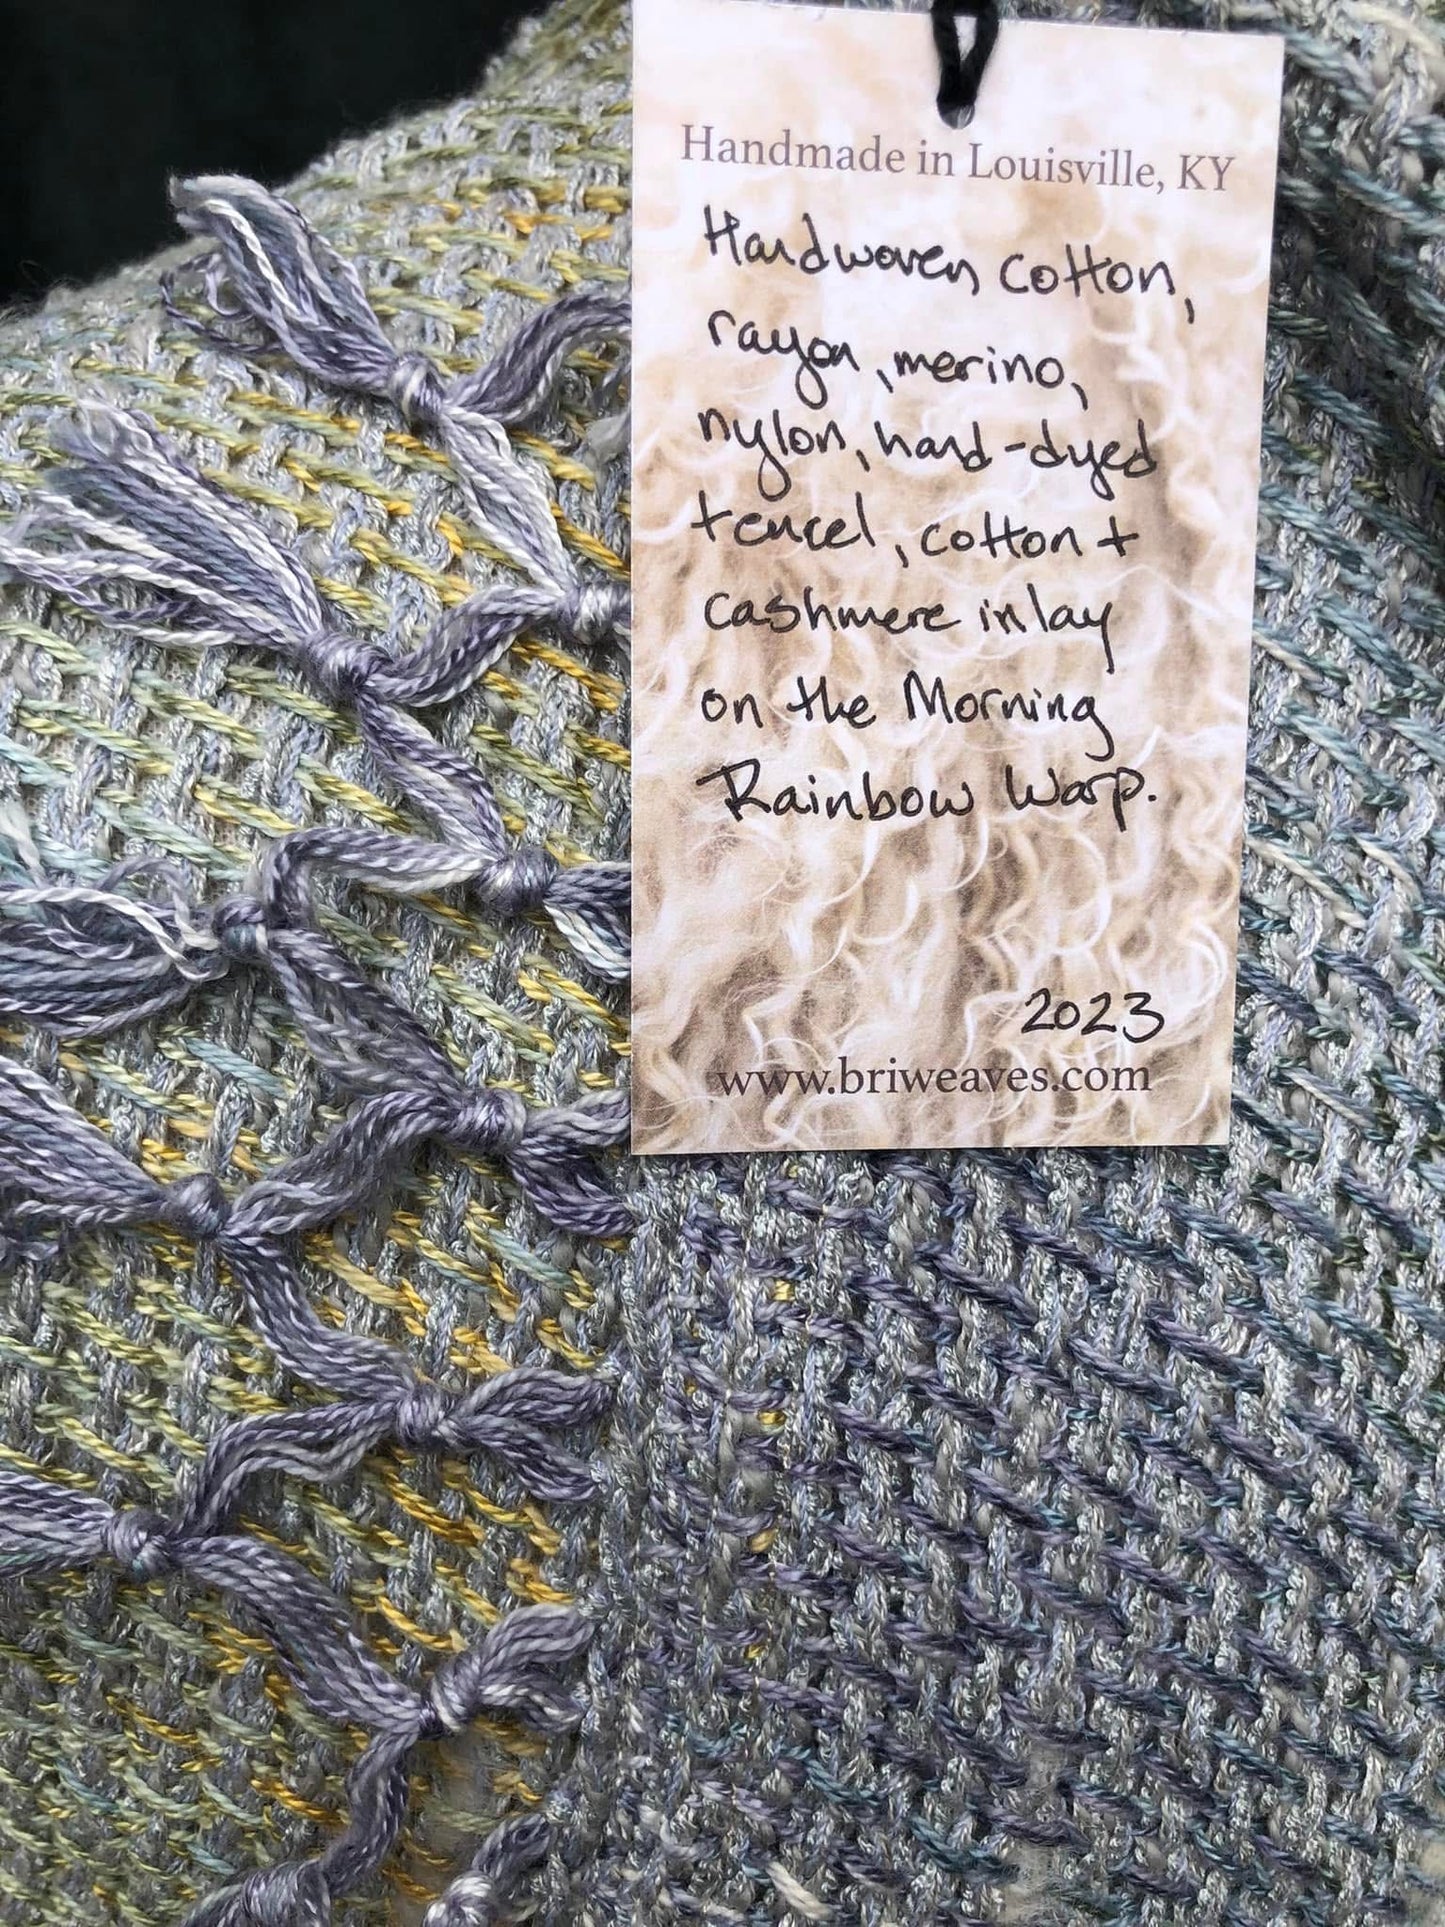 Handmade in Louisville, KY
Handwoven cotton,
rayon, merino,
nylon, hand-dyed
tencel, cotton +
cashmere inlay
on the Morning
Rainbow Warp.
2023
www.briweaves.com